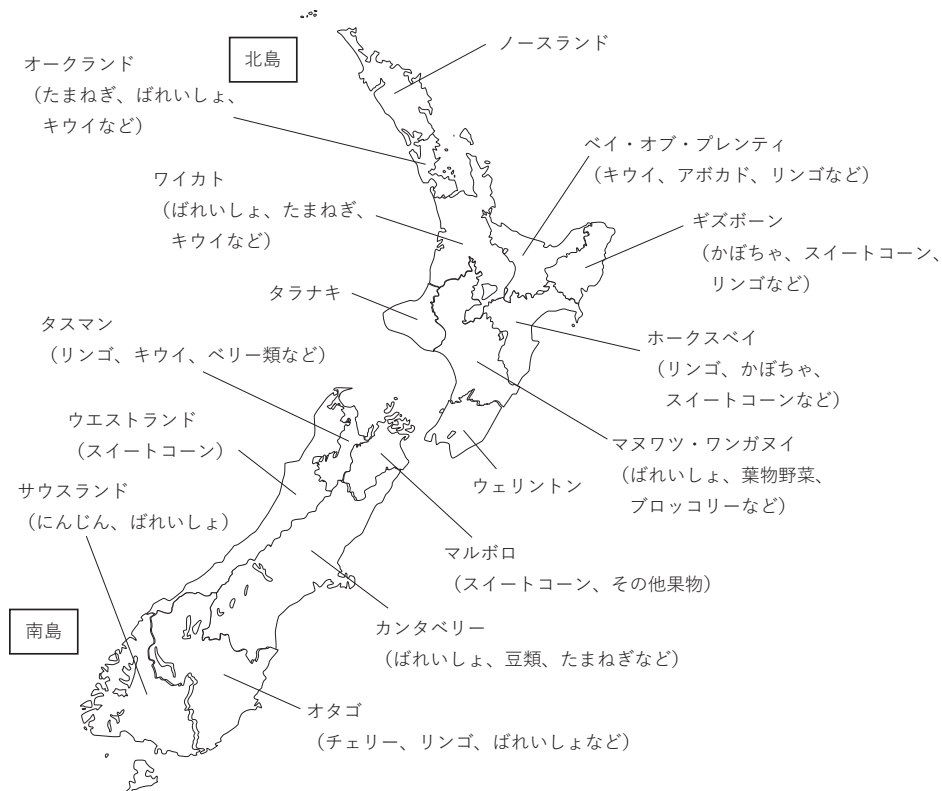 北島
ノースランド
オークランド
(たまねぎ、ばれいしょ、
キウイなど)
ベイ・オブ・プレンティ
(キウイ、アボカド、リンゴなど)
ワイカト
(ばれいしょ、たまねぎ、
キウイなど)
ギズボーン
(かぼちゃ、スイートコーン、
リンゴなど)
タラナキ
タスマン
(リンゴ、キウイ、ベリー類など)
ホークスベイ
(リンゴ、かぼちゃ、
スイートコーンなど)
ウエストランド
(スイートコーン)
マヌワツ・ワンガヌイ
(ばれいしょ、葉物野菜、
ブロッコリーなど)
ウェリントン
サウスランド
(にんじん、ばれいしょ)
マルボロ
(スイートコーン、その他果物)
南島
カンタベリー
(ばれいしょ、豆類、たまねぎなど)
オタゴ
(チェリー、リンゴ、ばれいしょなど)